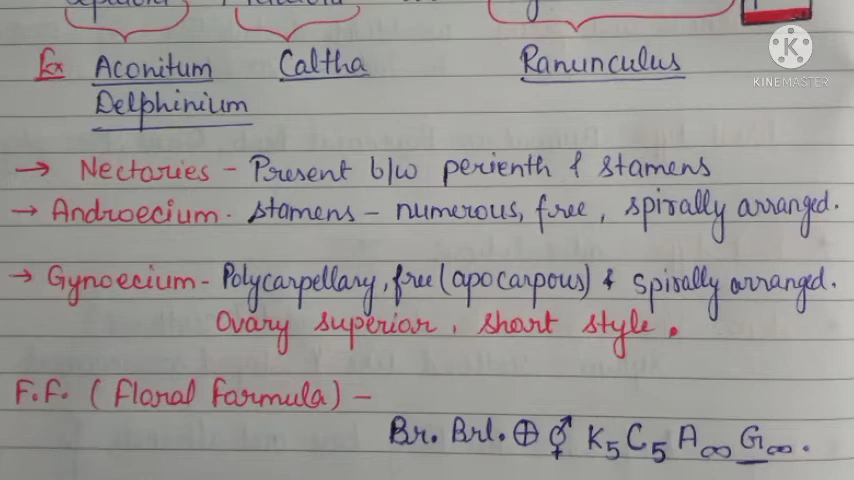 K
KINEMASTER
Ex Aconitum Caltha Ranunculus
Delphinium
→ Nectories - Present b/w perienth & stamens
→ Androecium - stamens - numerous, free, spirally arranged.
→ Gynoecium - Polycarpellary, free (apocarpous) & spirally arranged.
Ovary superior, short style.
F.F. (Floral Farmula) -
Br. Brl. ⊕ ⚥ K₅ C₅ A∞ G∞.